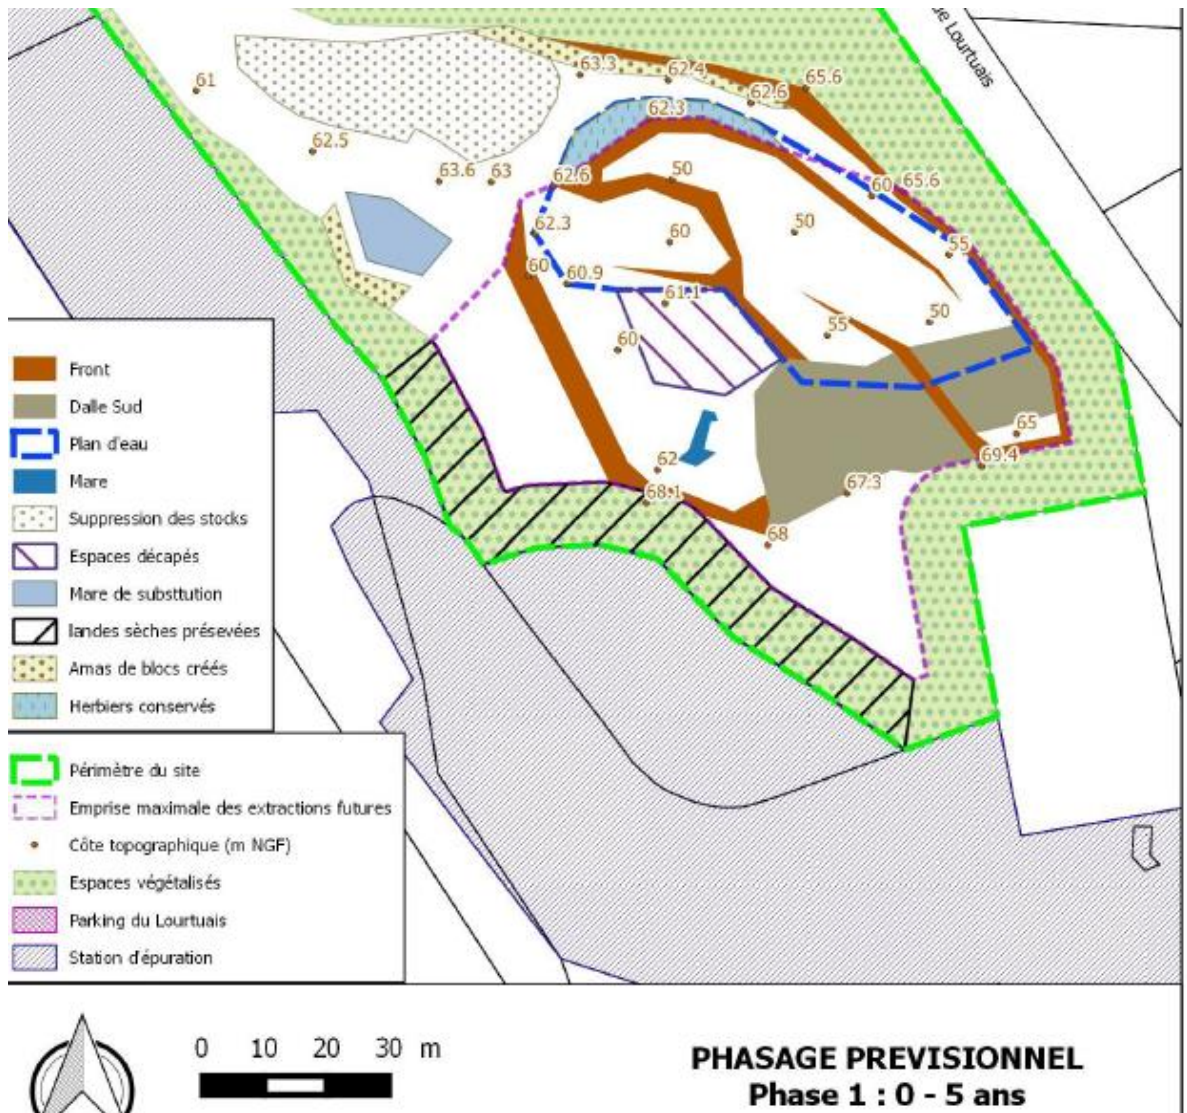 ue Lourtuais
61
63.3
62.4
65.6
62.6
62.3
62.5
63.6
63
62.6
50
60
65.6
62.3
60
50
55
60
60.9
61.1
50
55
60
65
69.4
62
67.3
68.1
68
Front
Dalle Sud
Plan d'eau
Mare
Suppression des stocks
Espaces décapés
Mare de substtution
landes sèches présevées
Amas de blocs créés
Herbiers conservés
Périmètre du site
Emprise maximale des extractions futures
Côte topographique (m NGF)
Espaces végétalisés
Parking du Lourtuais
Station d'épuration
0 10 20 30 m
PHASAGE PREVISIONNEL
Phase 1 : 0 - 5 ans